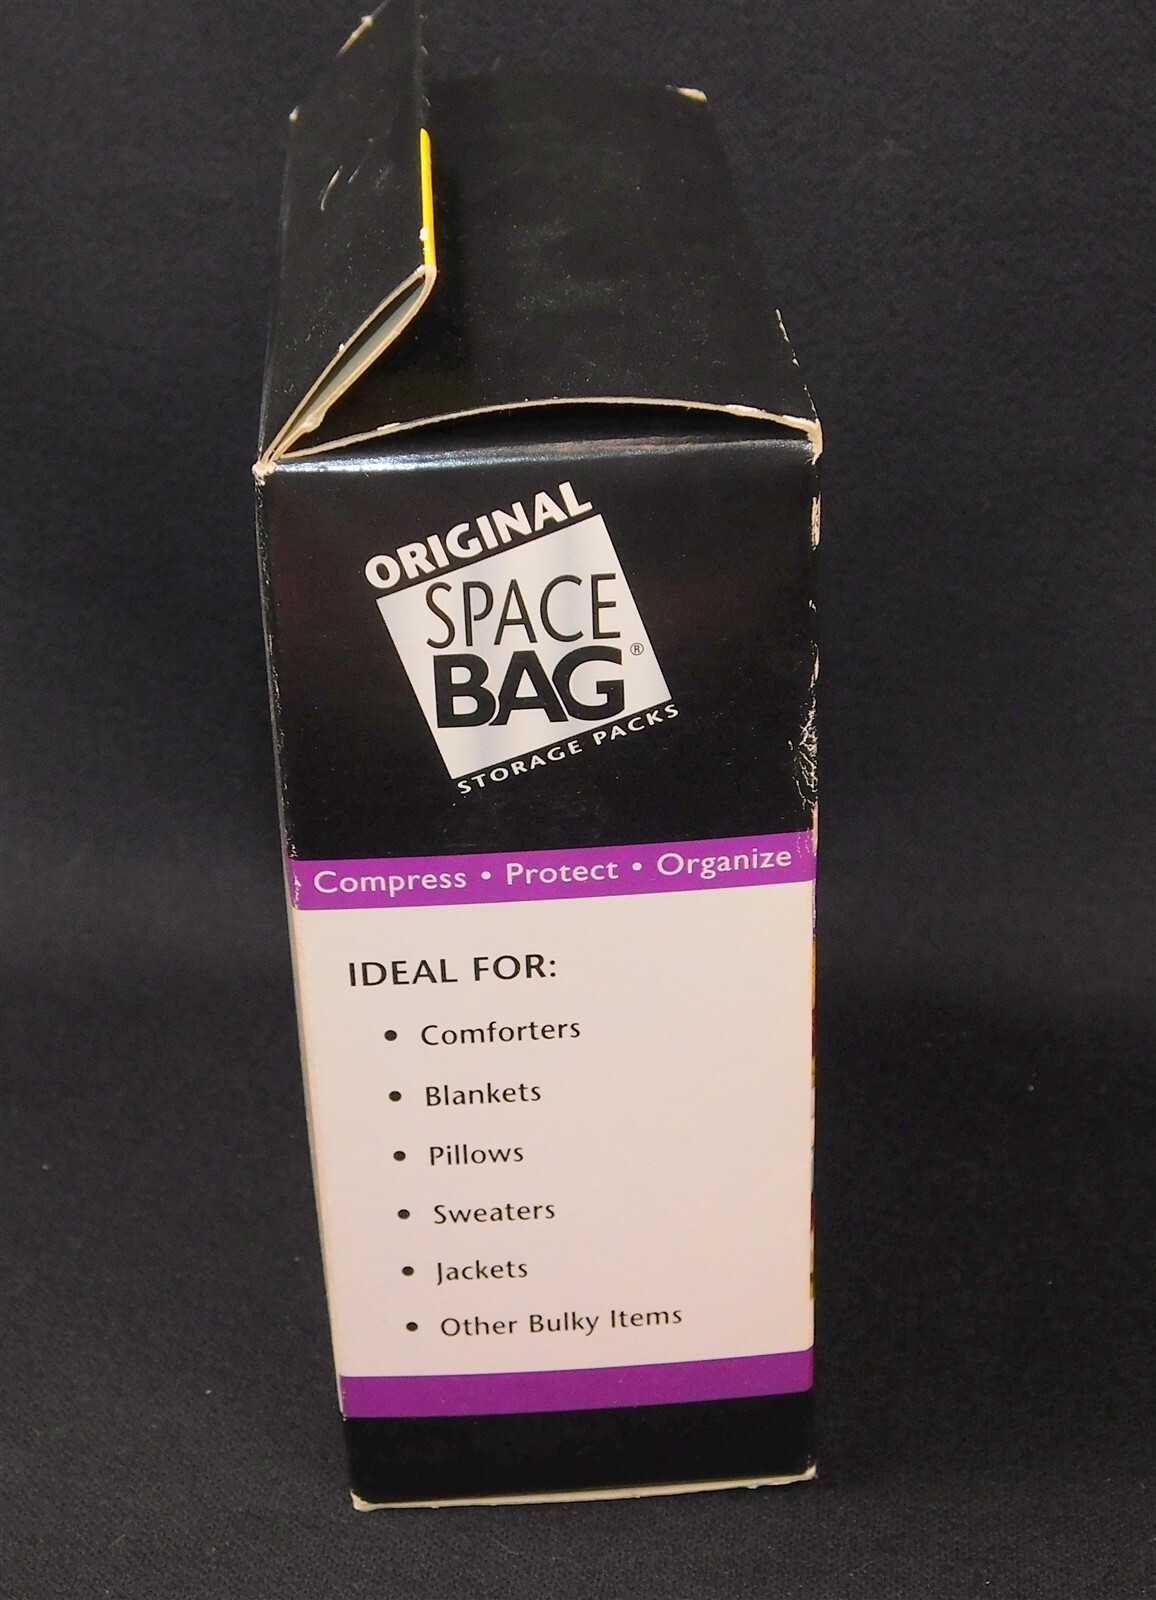 ORIGINAL
SPACE
BAG®
STORAGE PACKS
Compress • Protect • Organize
IDEAL FOR:
• Comforters
• Blankets
• Pillows
• Sweaters
• Jackets
• Other Bulky Items